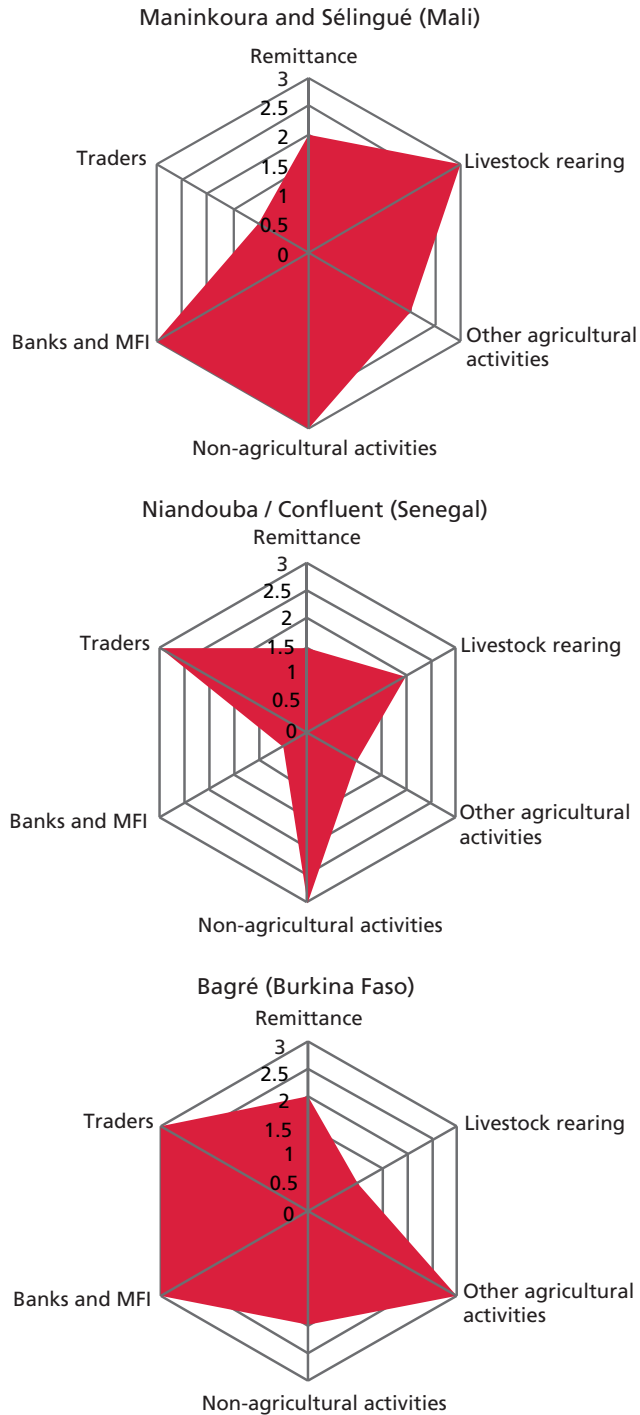 Maninkoura and Sélingué (Mali)
Remittance
3
2.5
2
1.5
1
0.5
0
Traders
Livestock rearing
Banks and MFI
Other agricultural
activities
Non-agricultural activities
Niandouba / Confluent (Senegal)
Remittance
3
2.5
2
1.5
1
0.5
0
Traders
Livestock rearing
Banks and MFI
Other agricultural
activities
Non-agricultural activities
Bagré (Burkina Faso)
Remittance
3
2.5
2
1.5
1
0.5
0
Traders
Livestock rearing
Banks and MFI
Other agricultural
activities
Non-agricultural activities